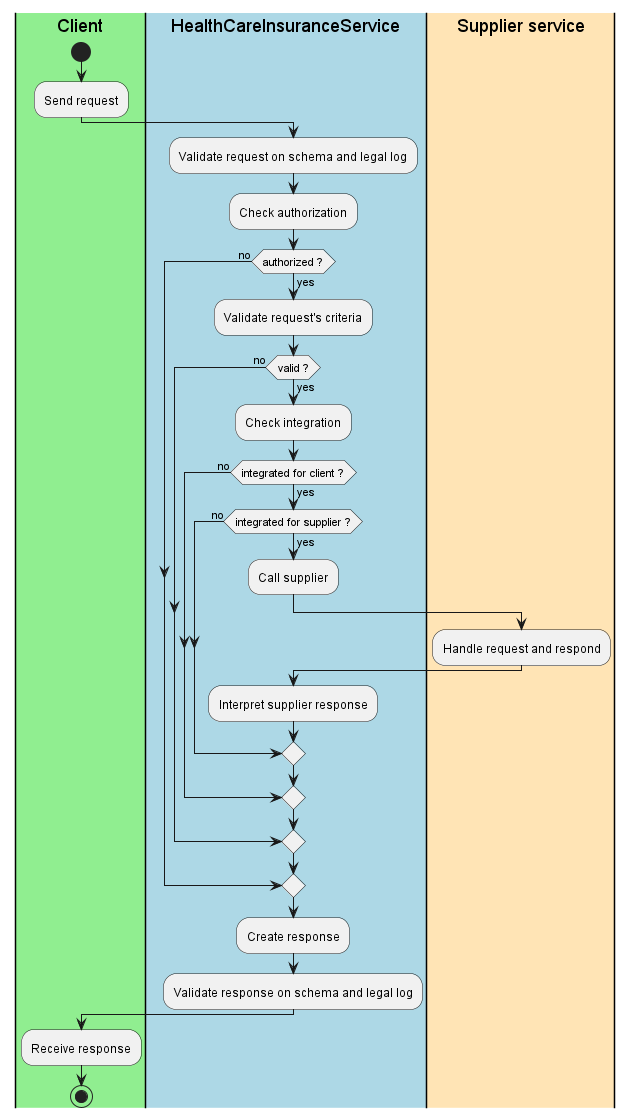 Client
HealthCareInsuranceService
Supplier service
Send request
Validate request on schema and legal log
Check authorization
no
authorized ?
yes
Validate request's criteria
no
valid ?
yes
Check integration
no
integrated for client ?
yes
no
integrated for supplier ?
yes
Call supplier
Handle request and respond
Interpret supplier response
Create response
Validate response on schema and legal log
Receive response